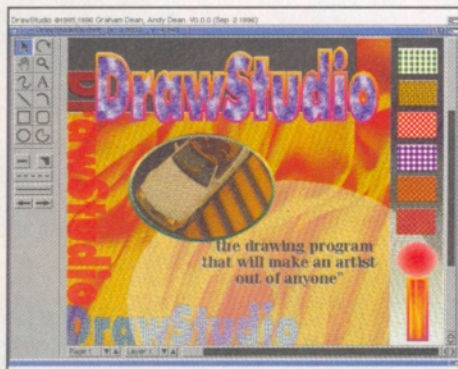 DrawStudio ©1995,1996 Graham Dean, Andy Dean. V0.0.0 (Sep 2 1996)
DrawStudio
DrawStudio
"the drawing program
that will make an artist
out of anyone"
DrawStudio
Page 1
Layer 1